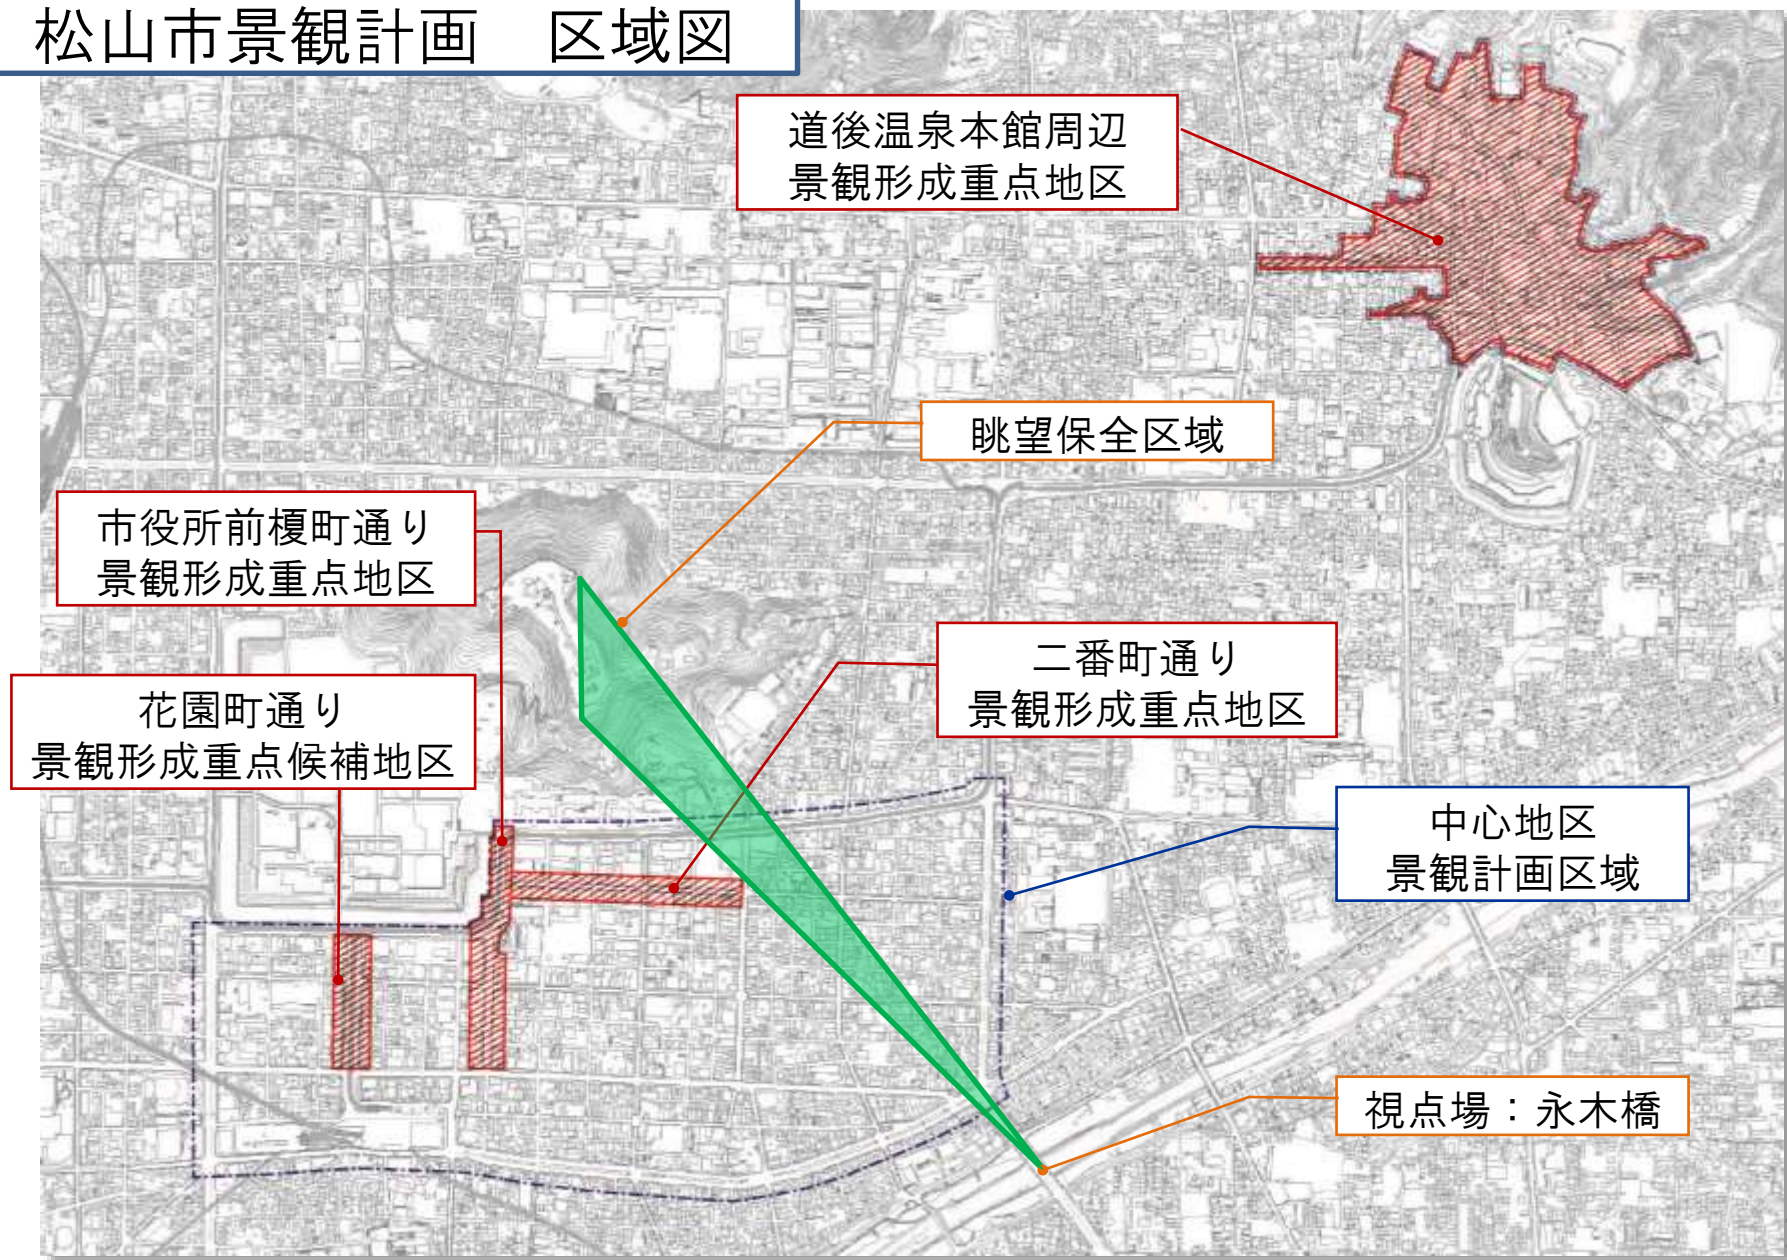 松山市景観計画　区域図
道後温泉本館周辺
景観形成重点地区
眺望保全区域
市役所前榎町通り
景観形成重点地区
二番町通り
景観形成重点地区
花園町通り
景観形成重点候補地区
中心地区
景観計画区域
視点場：永木橋